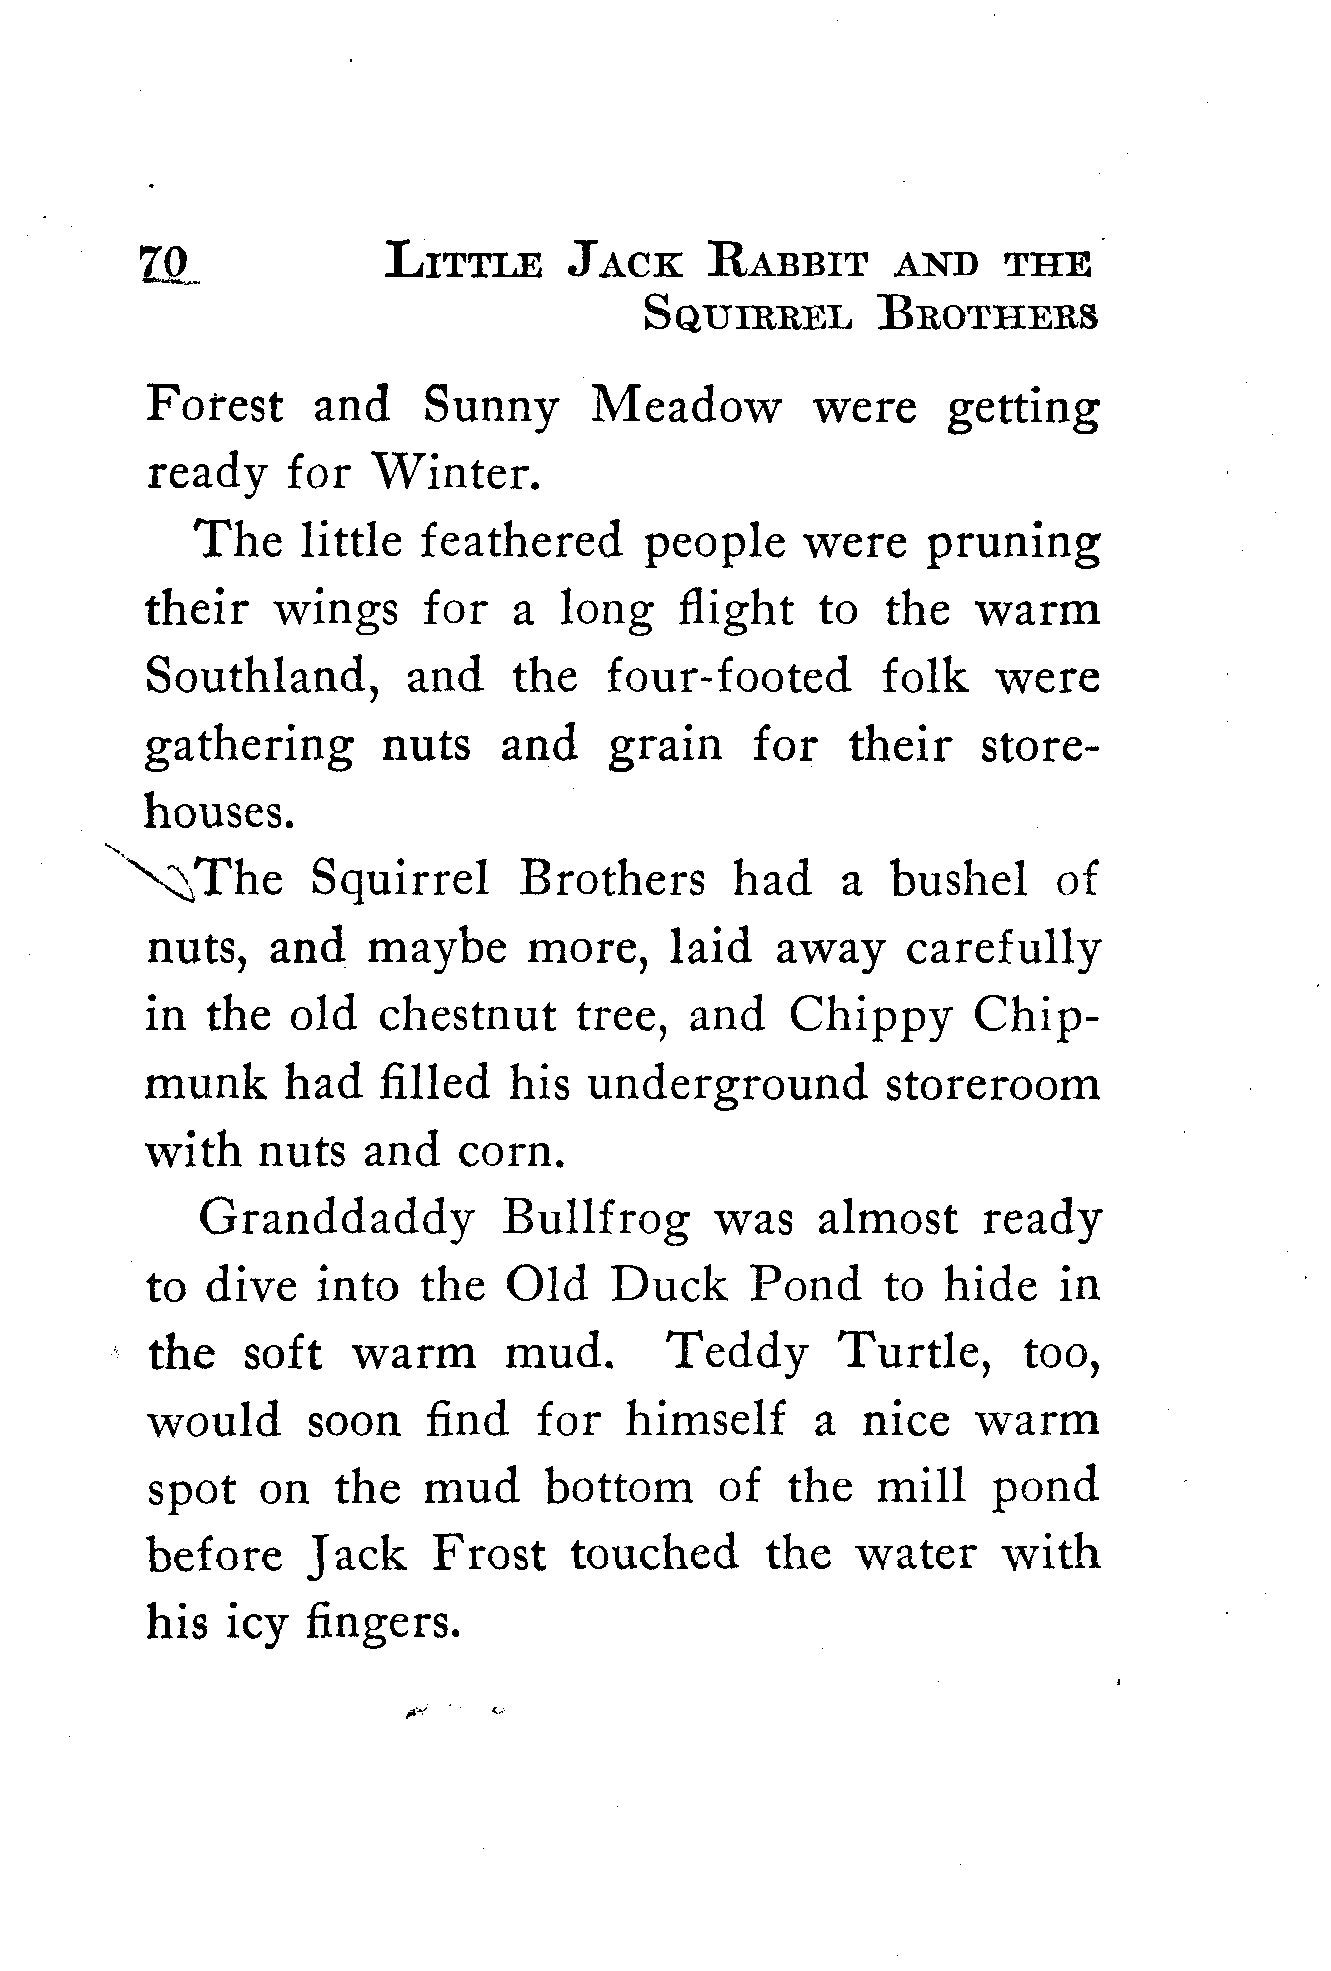 70 LITTLE JACK RABBIT AND THE
SQUIRREL BROTHERS
Forest and Sunny Meadow were getting
ready for Winter.
The little feathered people were pruning
their wings for a long flight to the warm
Southland, and the four-footed folk were
gathering nuts and grain for their store-
houses.
The Squirrel Brothers had a bushel of
nuts, and maybe more, laid away carefully
in the old chestnut tree, and Chippy Chip-
munk had filled his underground storeroom
with nuts and corn.
Granddaddy Bullfrog was almost ready
to dive into the Old Duck Pond to hide in
the soft warm mud. Teddy Turtle, too,
would soon find for himself a nice warm
spot on the mud bottom of the mill pond
before Jack Frost touched the water with
his icy fingers.